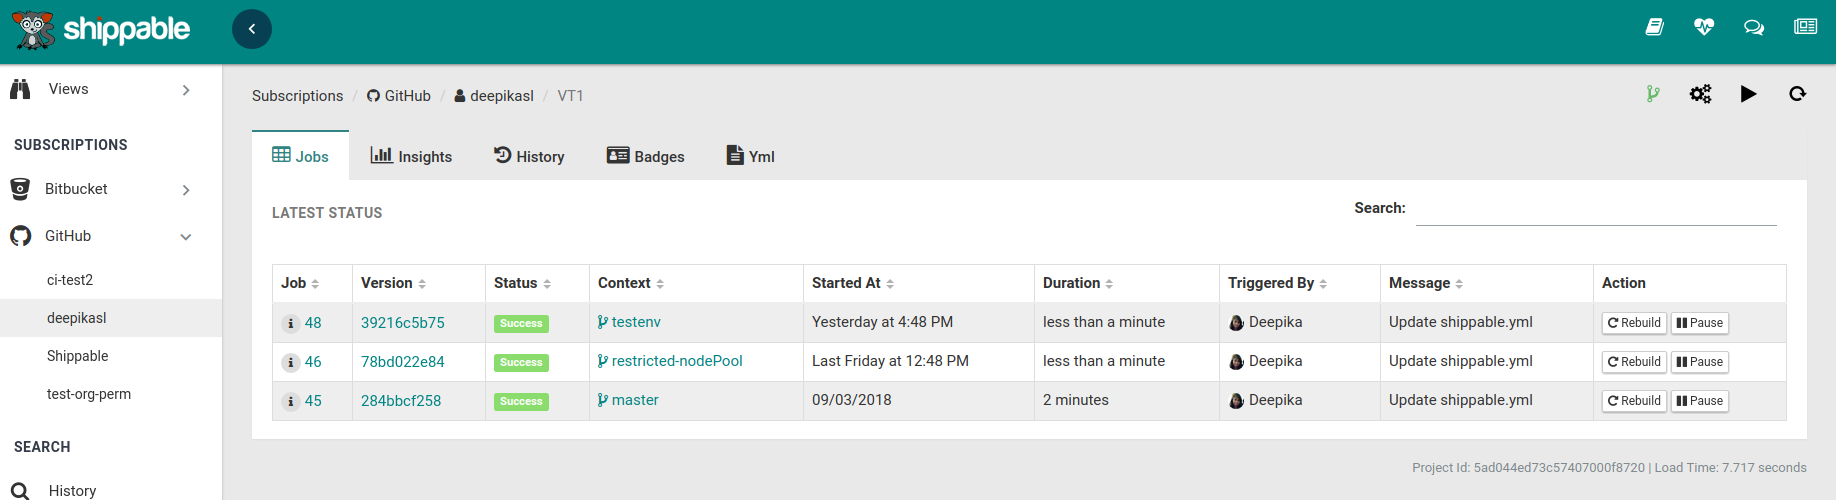 shippable
Views
SUBSCRIPTIONS
Bitbucket
GitHub
ci-test2
deepikasl
Shippable
test-org-perm
SEARCH
History
Subscriptions / GitHub / deepikasl / VT1
Jobs Insights History Badges Yml
LATEST STATUS
Search:
Job Version Status Context Started At Duration Triggered By Message Action
48 39216c5b75 Success testenv Yesterday at 4:48 PM less than a minute Deepika Update shippable.yml Rebuild Pause
46 78bd022e84 Success restricted-nodePool Last Friday at 12:48 PM less than a minute Deepika Update shippable.yml Rebuild Pause
45 284bbcf258 Success master 09/03/2018 2 minutes Deepika Update shippable.yml Rebuild Pause
Project Id: 5ad044ed73c57407000f8720 | Load Time: 7.717 seconds